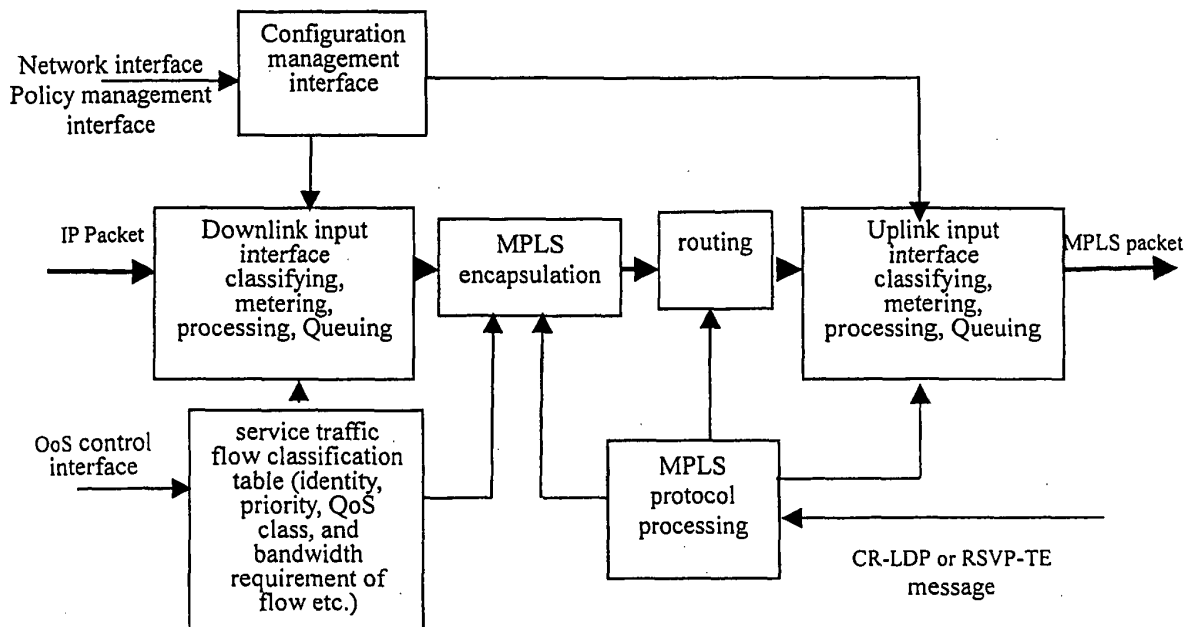 Configuration
management
interface
Network interface
Policy management
interface
IP Packet
Downlink input
interface
classifying,
metering,
processing, Queuing
MPLS
encapsulation
routing
Uplink input
interface
classifying,
metering,
processing, Queuing
MPLS packet
OoS control
interface
service traffic
flow classification
table (identity,
priority, QoS
class, and
bandwidth
requirement of
flow etc.)
MPLS
protocol
processing
CR-LDP or RSVP-TE
message